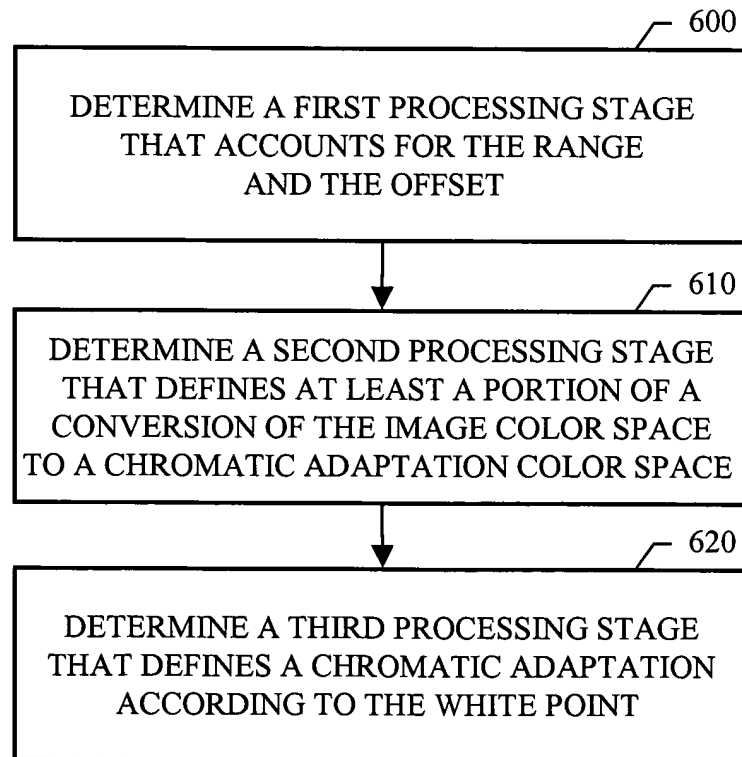 600
DETERMINE A FIRST PROCESSING STAGE
THAT ACCOUNTS FOR THE RANGE
AND THE OFFSET
610
DETERMINE A SECOND PROCESSING STAGE
THAT DEFINES AT LEAST A PORTION OF A
CONVERSION OF THE IMAGE COLOR SPACE
TO A CHROMATIC ADAPTATION COLOR SPACE
620
DETERMINE A THIRD PROCESSING STAGE
THAT DEFINES A CHROMATIC ADAPTATION
ACCORDING TO THE WHITE POINT